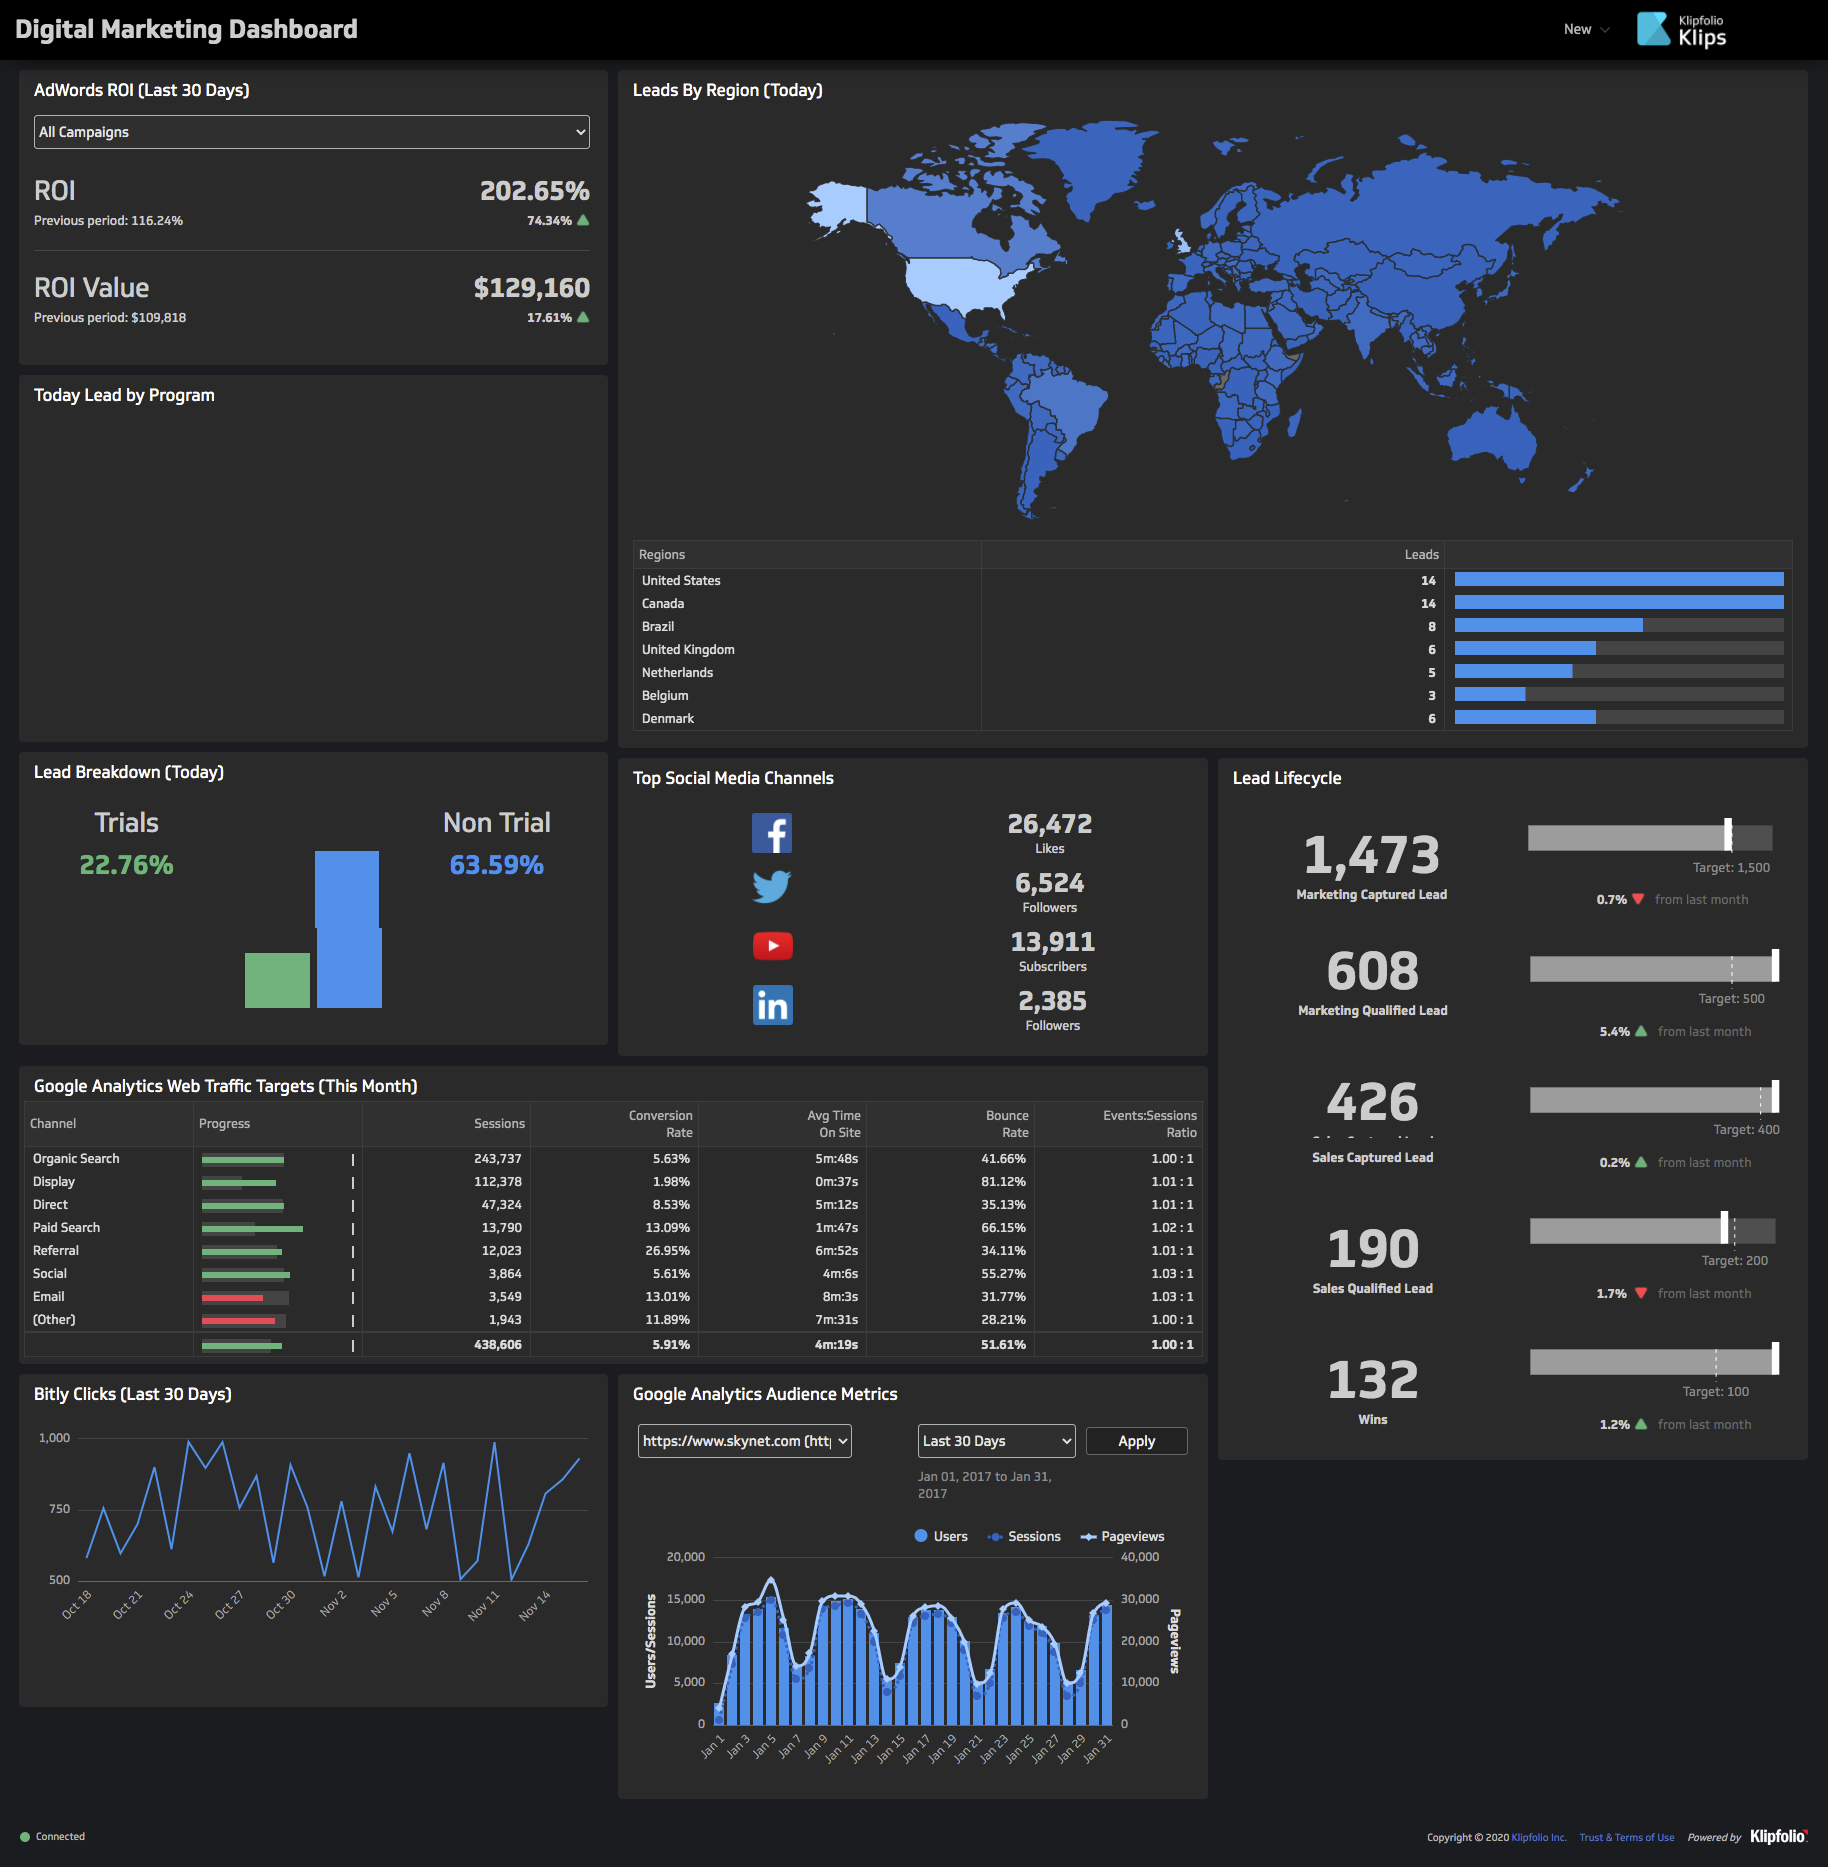 Digital Marketing Dashboard
New
Klipfolio
Klips
AdWords ROI (Last 30 Days)
All Campaigns
ROI
202.65%
Previous period: 116.24%
74.34%
ROI Value
$129,160
Previous period: $109,818
17.61%
Leads By Region (Today)
Regions Leads
United States 14
Canada 14
Brazil 8
United Kingdom 6
Netherlands 5
Belgium 3
Denmark 6
Today Lead by Program
Lead Breakdown (Today)
Trials
22.76%
Non Trial
63.59%
Top Social Media Channels
f
26,472
Likes
6,524
Followers
13,911
Subscribers
in
2,385
Followers
Lead Lifecycle
1,473
Marketing Captured Lead
Target: 1,500
0.7% from last month
608
Marketing Qualified Lead
Target: 500
5.4% from last month
426
Sales Captured Lead
Target: 400
0.2% from last month
190
Sales Qualified Lead
Target: 200
1.7% from last month
132
Wins
Target: 100
1.2% from last month
Google Analytics Web Traffic Targets (This Month)
Channel Progress Sessions Conversion Rate Avg Time On Site Bounce Rate Events:Sessions Ratio
Organic Search 243,737 5.63% 5m:48s 41.66% 1.00 : 1
Display 112,378 1.98% 0m:37s 81.12% 1.01 : 1
Direct 47,324 8.53% 5m:12s 35.13% 1.01 : 1
Paid Search 13,790 13.09% 1m:47s 66.15% 1.02 : 1
Referral 12,023 26.95% 6m:52s 34.11% 1.01 : 1
Social 3,864 5.61% 4m:6s 55.27% 1.03 : 1
Email 3,549 13.01% 8m:3s 31.77% 1.03 : 1
(Other) 1,943 11.89% 7m:31s 28.21% 1.00 : 1
438,606 5.91% 4m:19s 51.61% 1.00 : 1
Bitly Clicks (Last 30 Days)
1,000
750
500
Oct 18 Oct 21 Oct 24 Oct 27 Oct 30 Nov 2 Nov 5 Nov 8 Nov 11 Nov 14
Google Analytics Audience Metrics
https://www.skynet.com (htt
Last 30 Days
Apply
Jan 01, 2017 to Jan 31,
2017
Users Sessions Pageviews
20,000 40,000
15,000 30,000
10,000 20,000
5,000 10,000
0 0
Users/Sessions
Pageviews
Jan 1 Jan 3 Jan 5 Jan 7 Jan 9 Jan 11 Jan 13 Jan 15 Jan 17 Jan 19 Jan 21 Jan 23 Jan 25 Jan 27 Jan 29 Jan 31
Connected
Copyright © 2020 Klipfolio Inc. Trust & Terms of Use Powered by Klipfolio